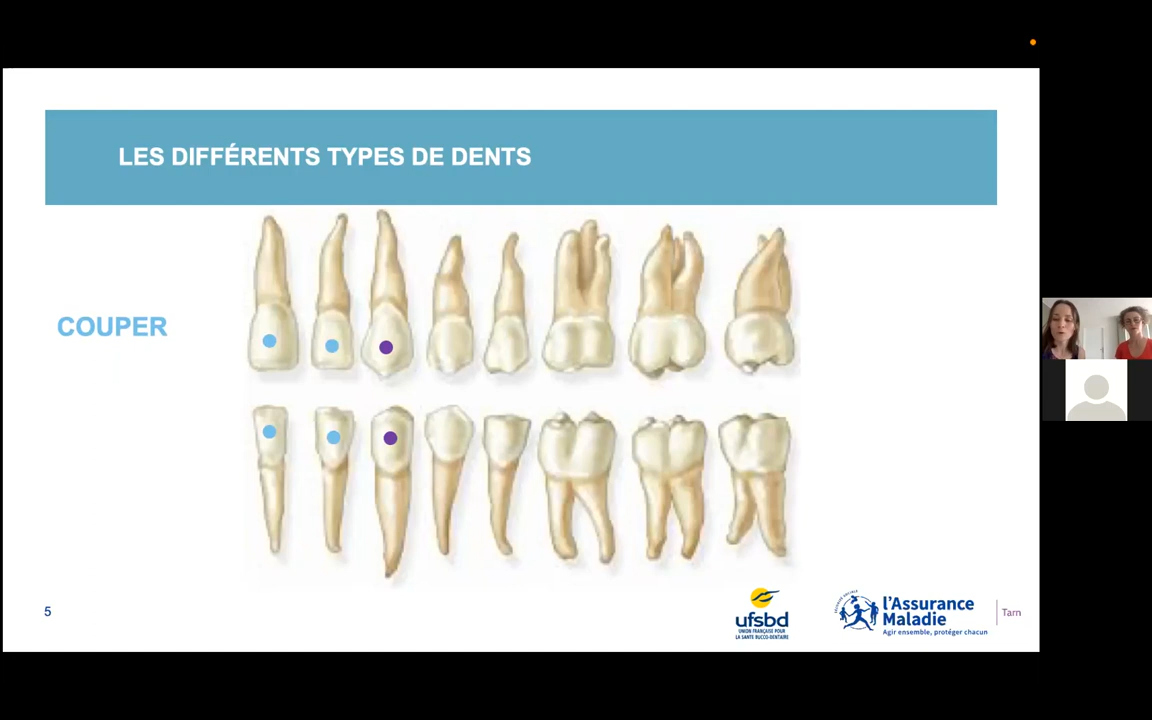 LES DIFFÉRENTS TYPES DE DENTS
COUPER
5
ufsbd
UNION FRANÇAISE POUR
LA SANTÉ BUCCO-DENTAIRE
l'Assurance
Maladie
Agir ensemble, protéger chacun
Tarn